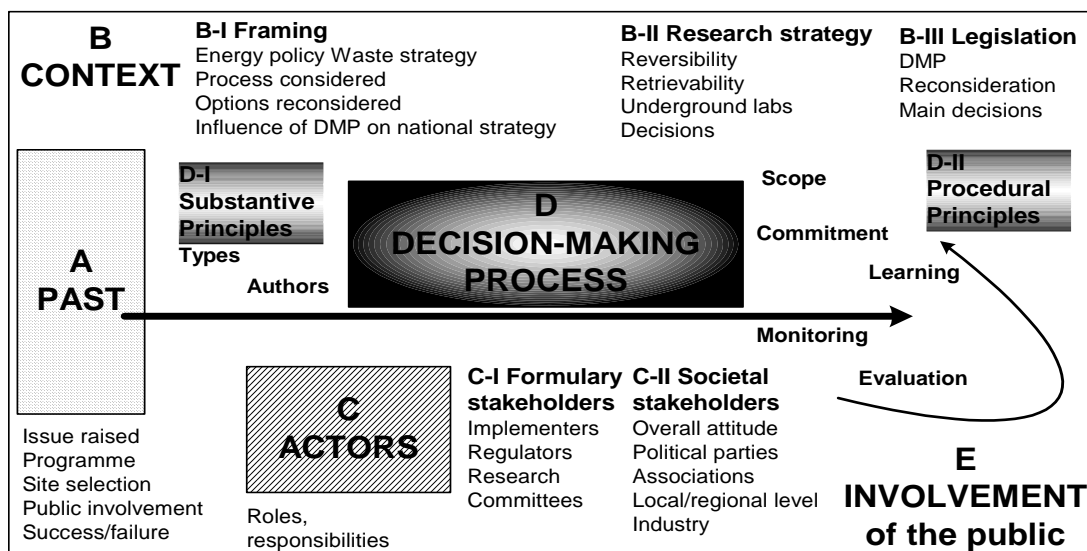 B
CONTEXT
B-I Framing
Energy policy Waste strategy
Process considered
Options reconsidered
Influence of DMP on national strategy
B-II Research strategy
Reversibility
Retrievability
Underground labs
Decisions
B-III Legislation
DMP
Reconsideration
Main decisions
A
PAST
Issue raised
Programme
Site selection
Public involvement
Success/failure
D-I
Substantive
Principles
Types
Authors
D
DECISION-MAKING
PROCESS
Scope
Commitment
Learning
Monitoring
Evaluation
D-II
Procedural
Principles
C
ACTORS
Roles,
responsibilities
C-I Formulary
stakeholders
Implementers
Regulators
Research
Committees
C-II Societal
stakeholders
Overall attitude
Political parties
Associations
Local/regional level
Industry
E
INVOLVEMENT
of the public